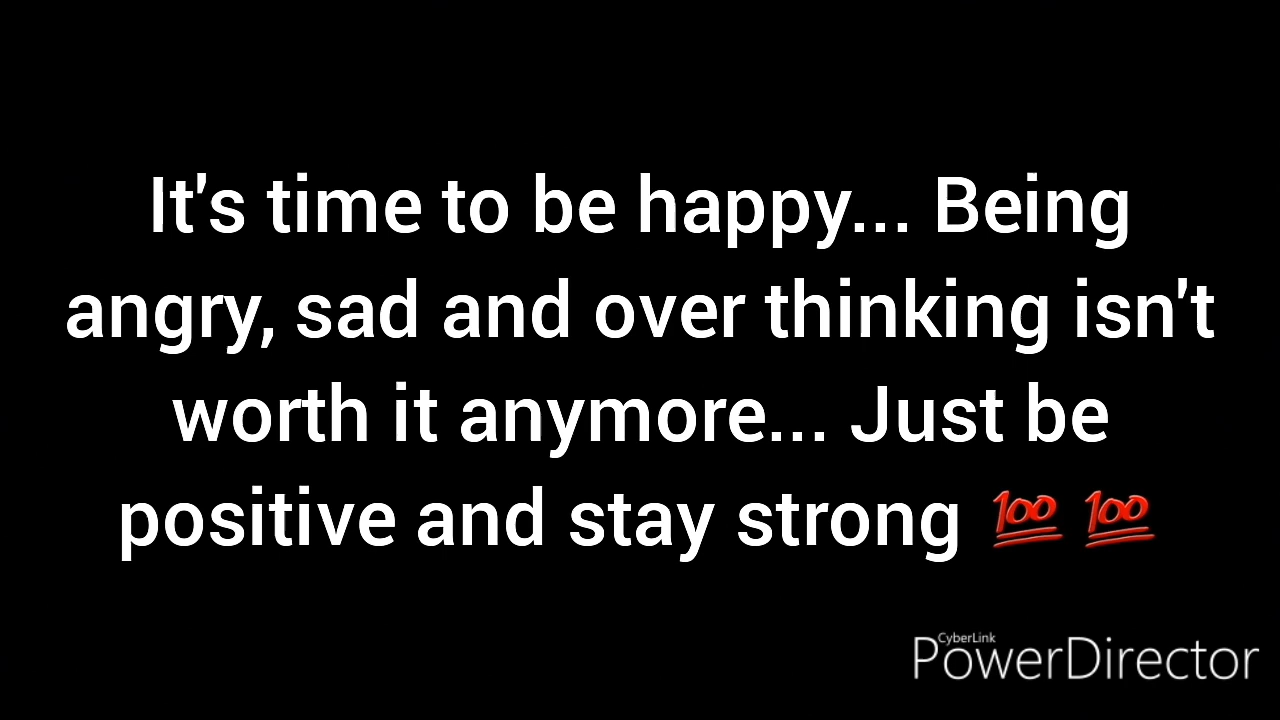 It's time to be happy... Being
angry, sad and over thinking isn't
worth it anymore... Just be
positive and stay strong 💯 💯
CyberLink
PowerDirector